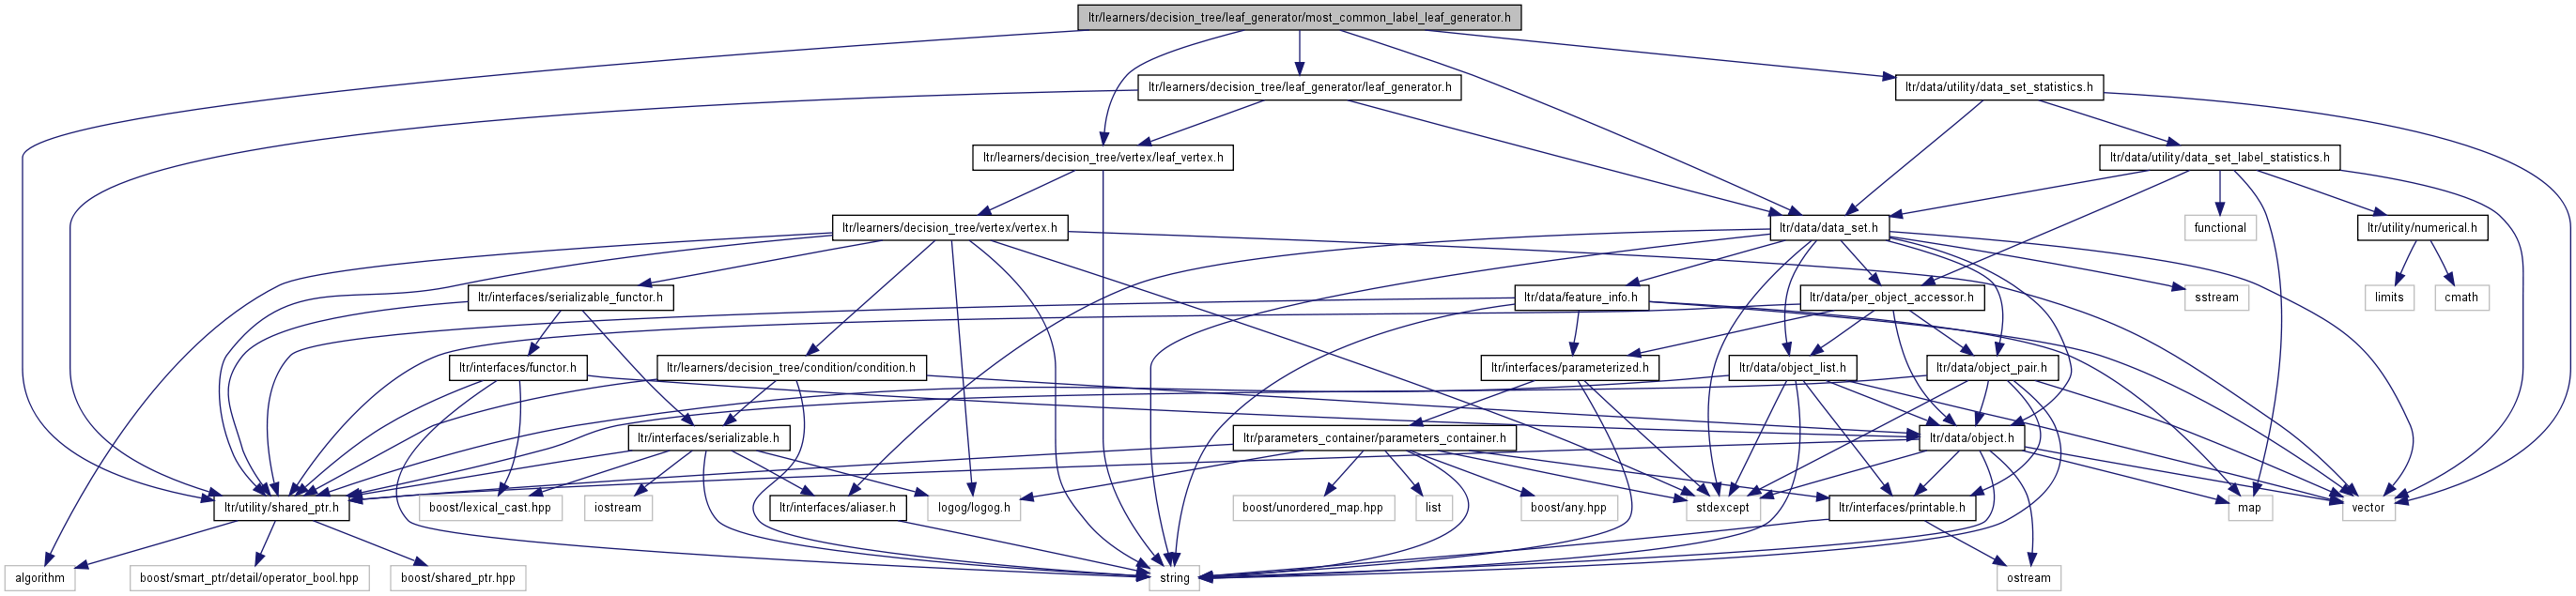 ltr/learners/decision_tree/leaf_generator/most_common_label_leaf_generator.h
ltr/learners/decision_tree/leaf_generator/leaf_generator.h
ltr/data/utility/data_set_statistics.h
ltr/learners/decision_tree/vertex/leaf_vertex.h
ltr/data/utility/data_set_label_statistics.h
ltr/learners/decision_tree/vertex/vertex.h
ltr/data/data_set.h
functional
ltr/utility/numerical.h
ltr/interfaces/serializable_functor.h
ltr/data/feature_info.h
ltr/data/per_object_accessor.h
sstream
limits
cmath
ltr/interfaces/functor.h
ltr/learners/decision_tree/condition/condition.h
ltr/interfaces/parameterized.h
ltr/data/object_list.h
ltr/data/object_pair.h
ltr/interfaces/serializable.h
ltr/parameters_container/parameters_container.h
ltr/data/object.h
ltr/utility/shared_ptr.h
boost/lexical_cast.hpp
iostream
ltr/interfaces/aliaser.h
logog/logog.h
boost/unordered_map.hpp
list
boost/any.hpp
stdexcept
ltr/interfaces/printable.h
map
vector
algorithm
boost/smart_ptr/detail/operator_bool.hpp
boost/shared_ptr.hpp
string
ostream